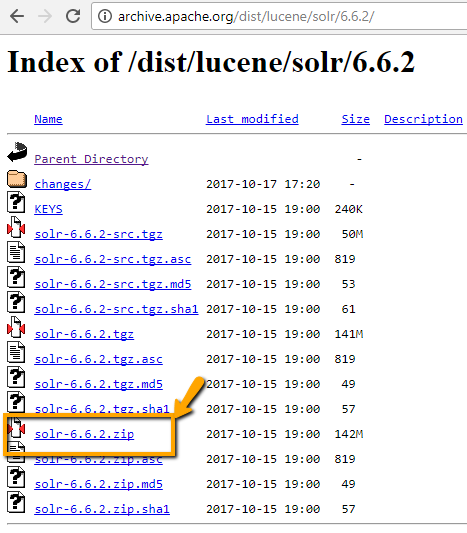 archive.apache.org/dist/lucene/solr/6.6.2/
Index of /dist/lucene/solr/6.6.2
Name Last modified Size Description
Parent Directory -
changes/ 2017-10-17 17:20 -
KEYS 2017-10-15 19:00 240K
solr-6.6.2-src.tgz 2017-10-15 19:00 50M
solr-6.6.2-src.tgz.asc 2017-10-15 19:00 819
solr-6.6.2-src.tgz.md5 2017-10-15 19:00 53
solr-6.6.2-src.tgz.sha1 2017-10-15 19:00 61
solr-6.6.2.tgz 2017-10-15 19:00 141M
solr-6.6.2.tgz.asc 2017-10-15 19:00 819
solr-6.6.2.tgz.md5 2017-10-15 19:00 49
solr-6.6.2.tgz.sha1 2017-10-15 19:00 57
solr-6.6.2.zip 2017-10-15 19:00 142M
solr-6.6.2.zip.asc 2017-10-15 19:00 819
solr-6.6.2.zip.md5 2017-10-15 19:00 49
solr-6.6.2.zip.sha1 2017-10-15 19:00 57